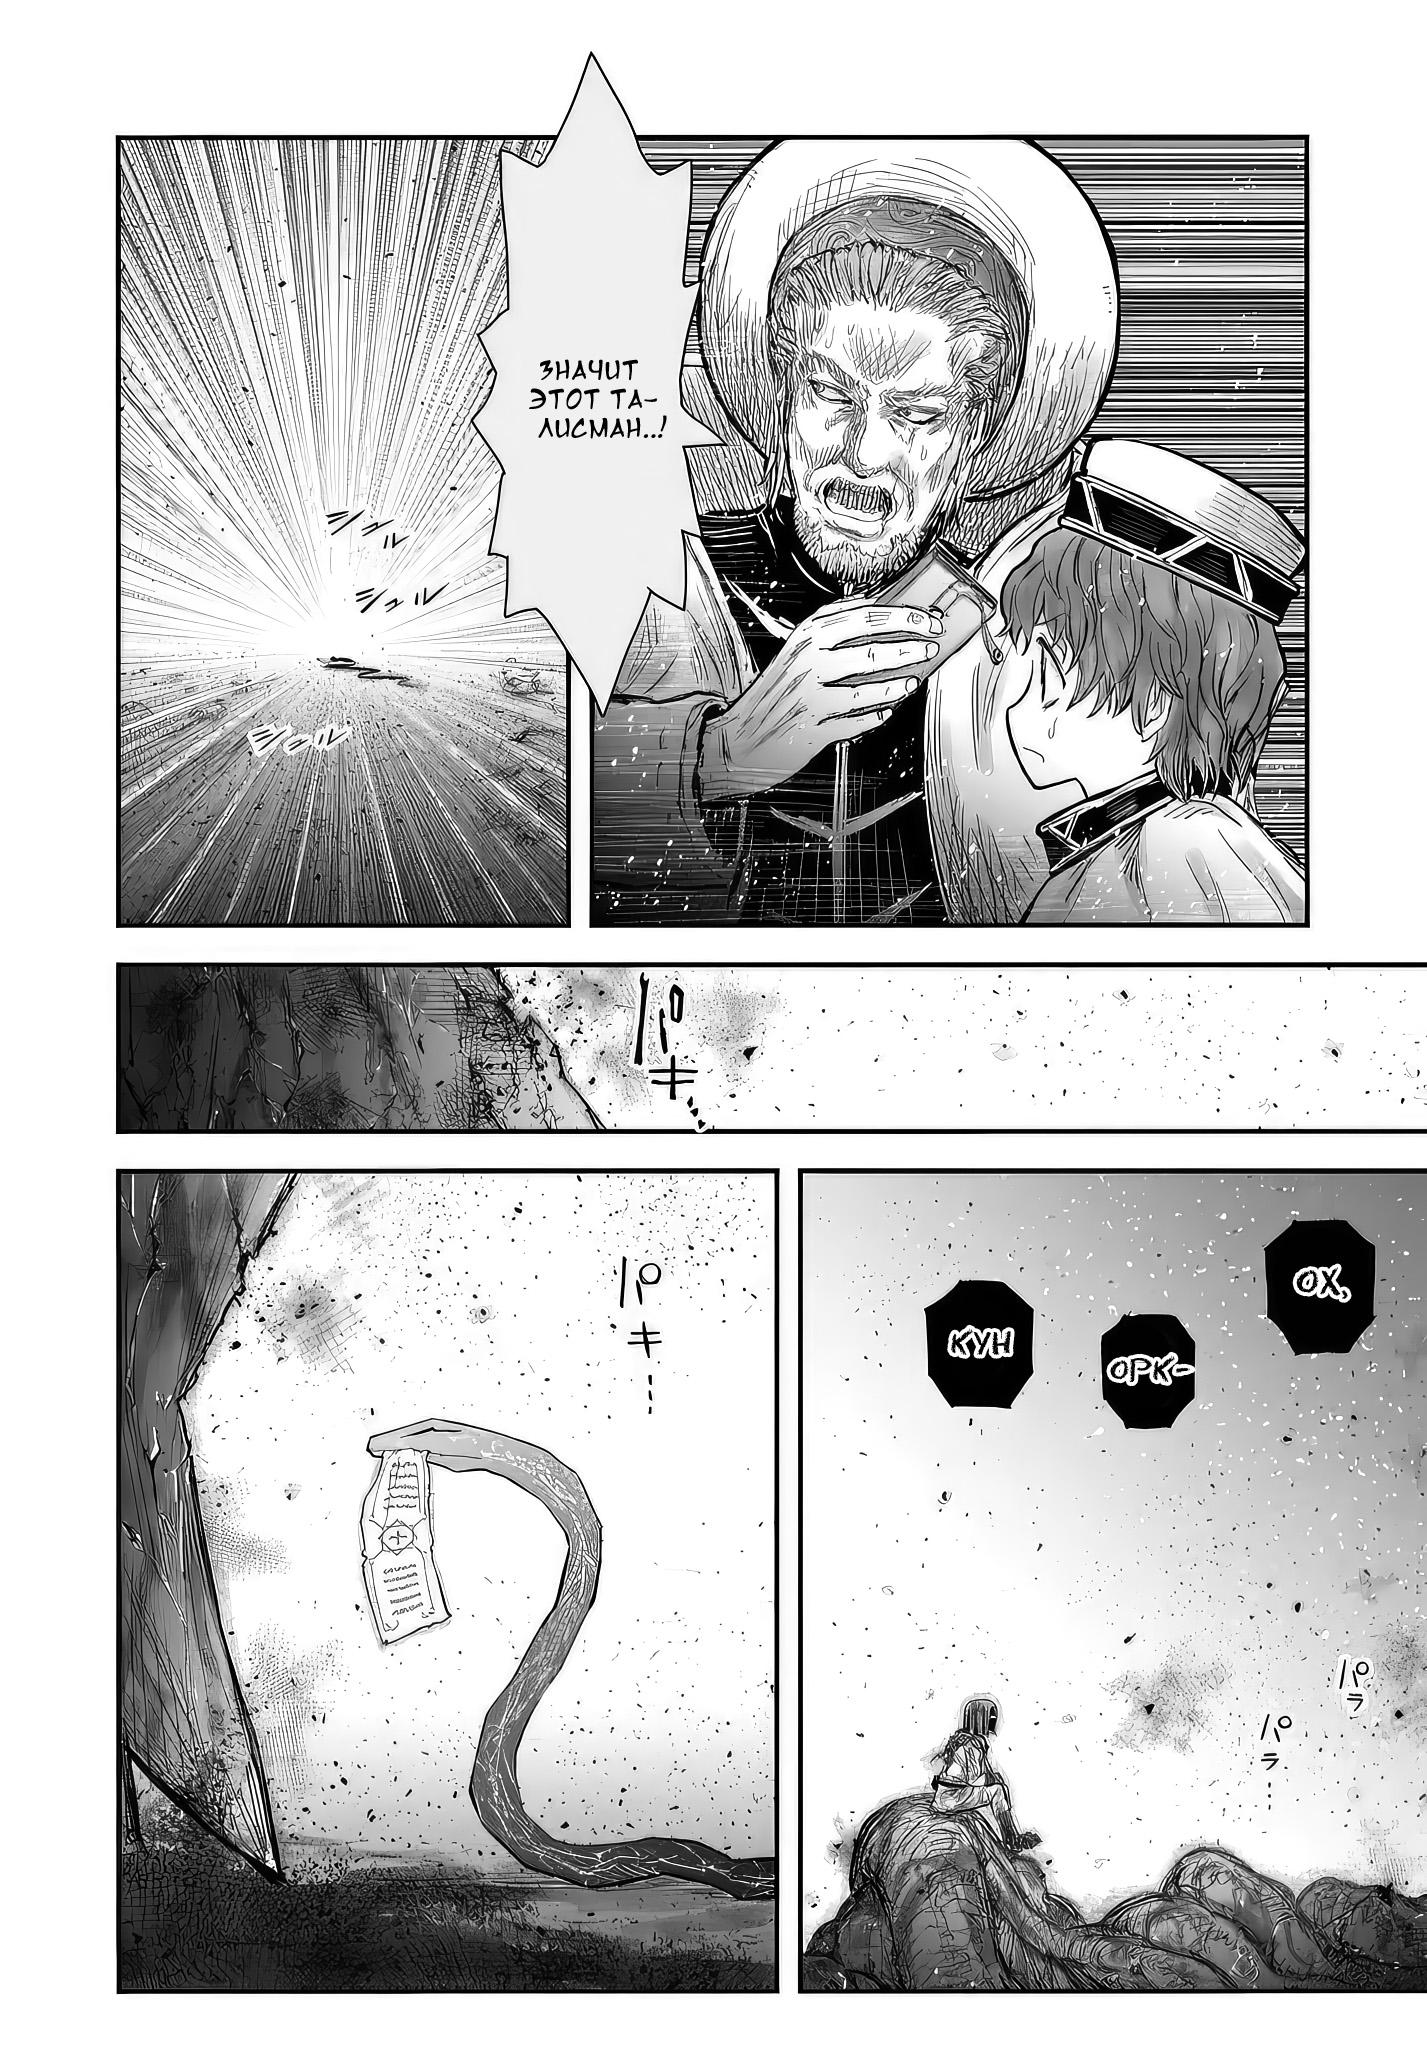 ЗНАЧИТ
ЭТОТ ТА-
ЛИСМАН..!
シュル
シュル
シュル
パキ…
ОХ,
ОРК-
КУН
パラ
パラ…
パキ…